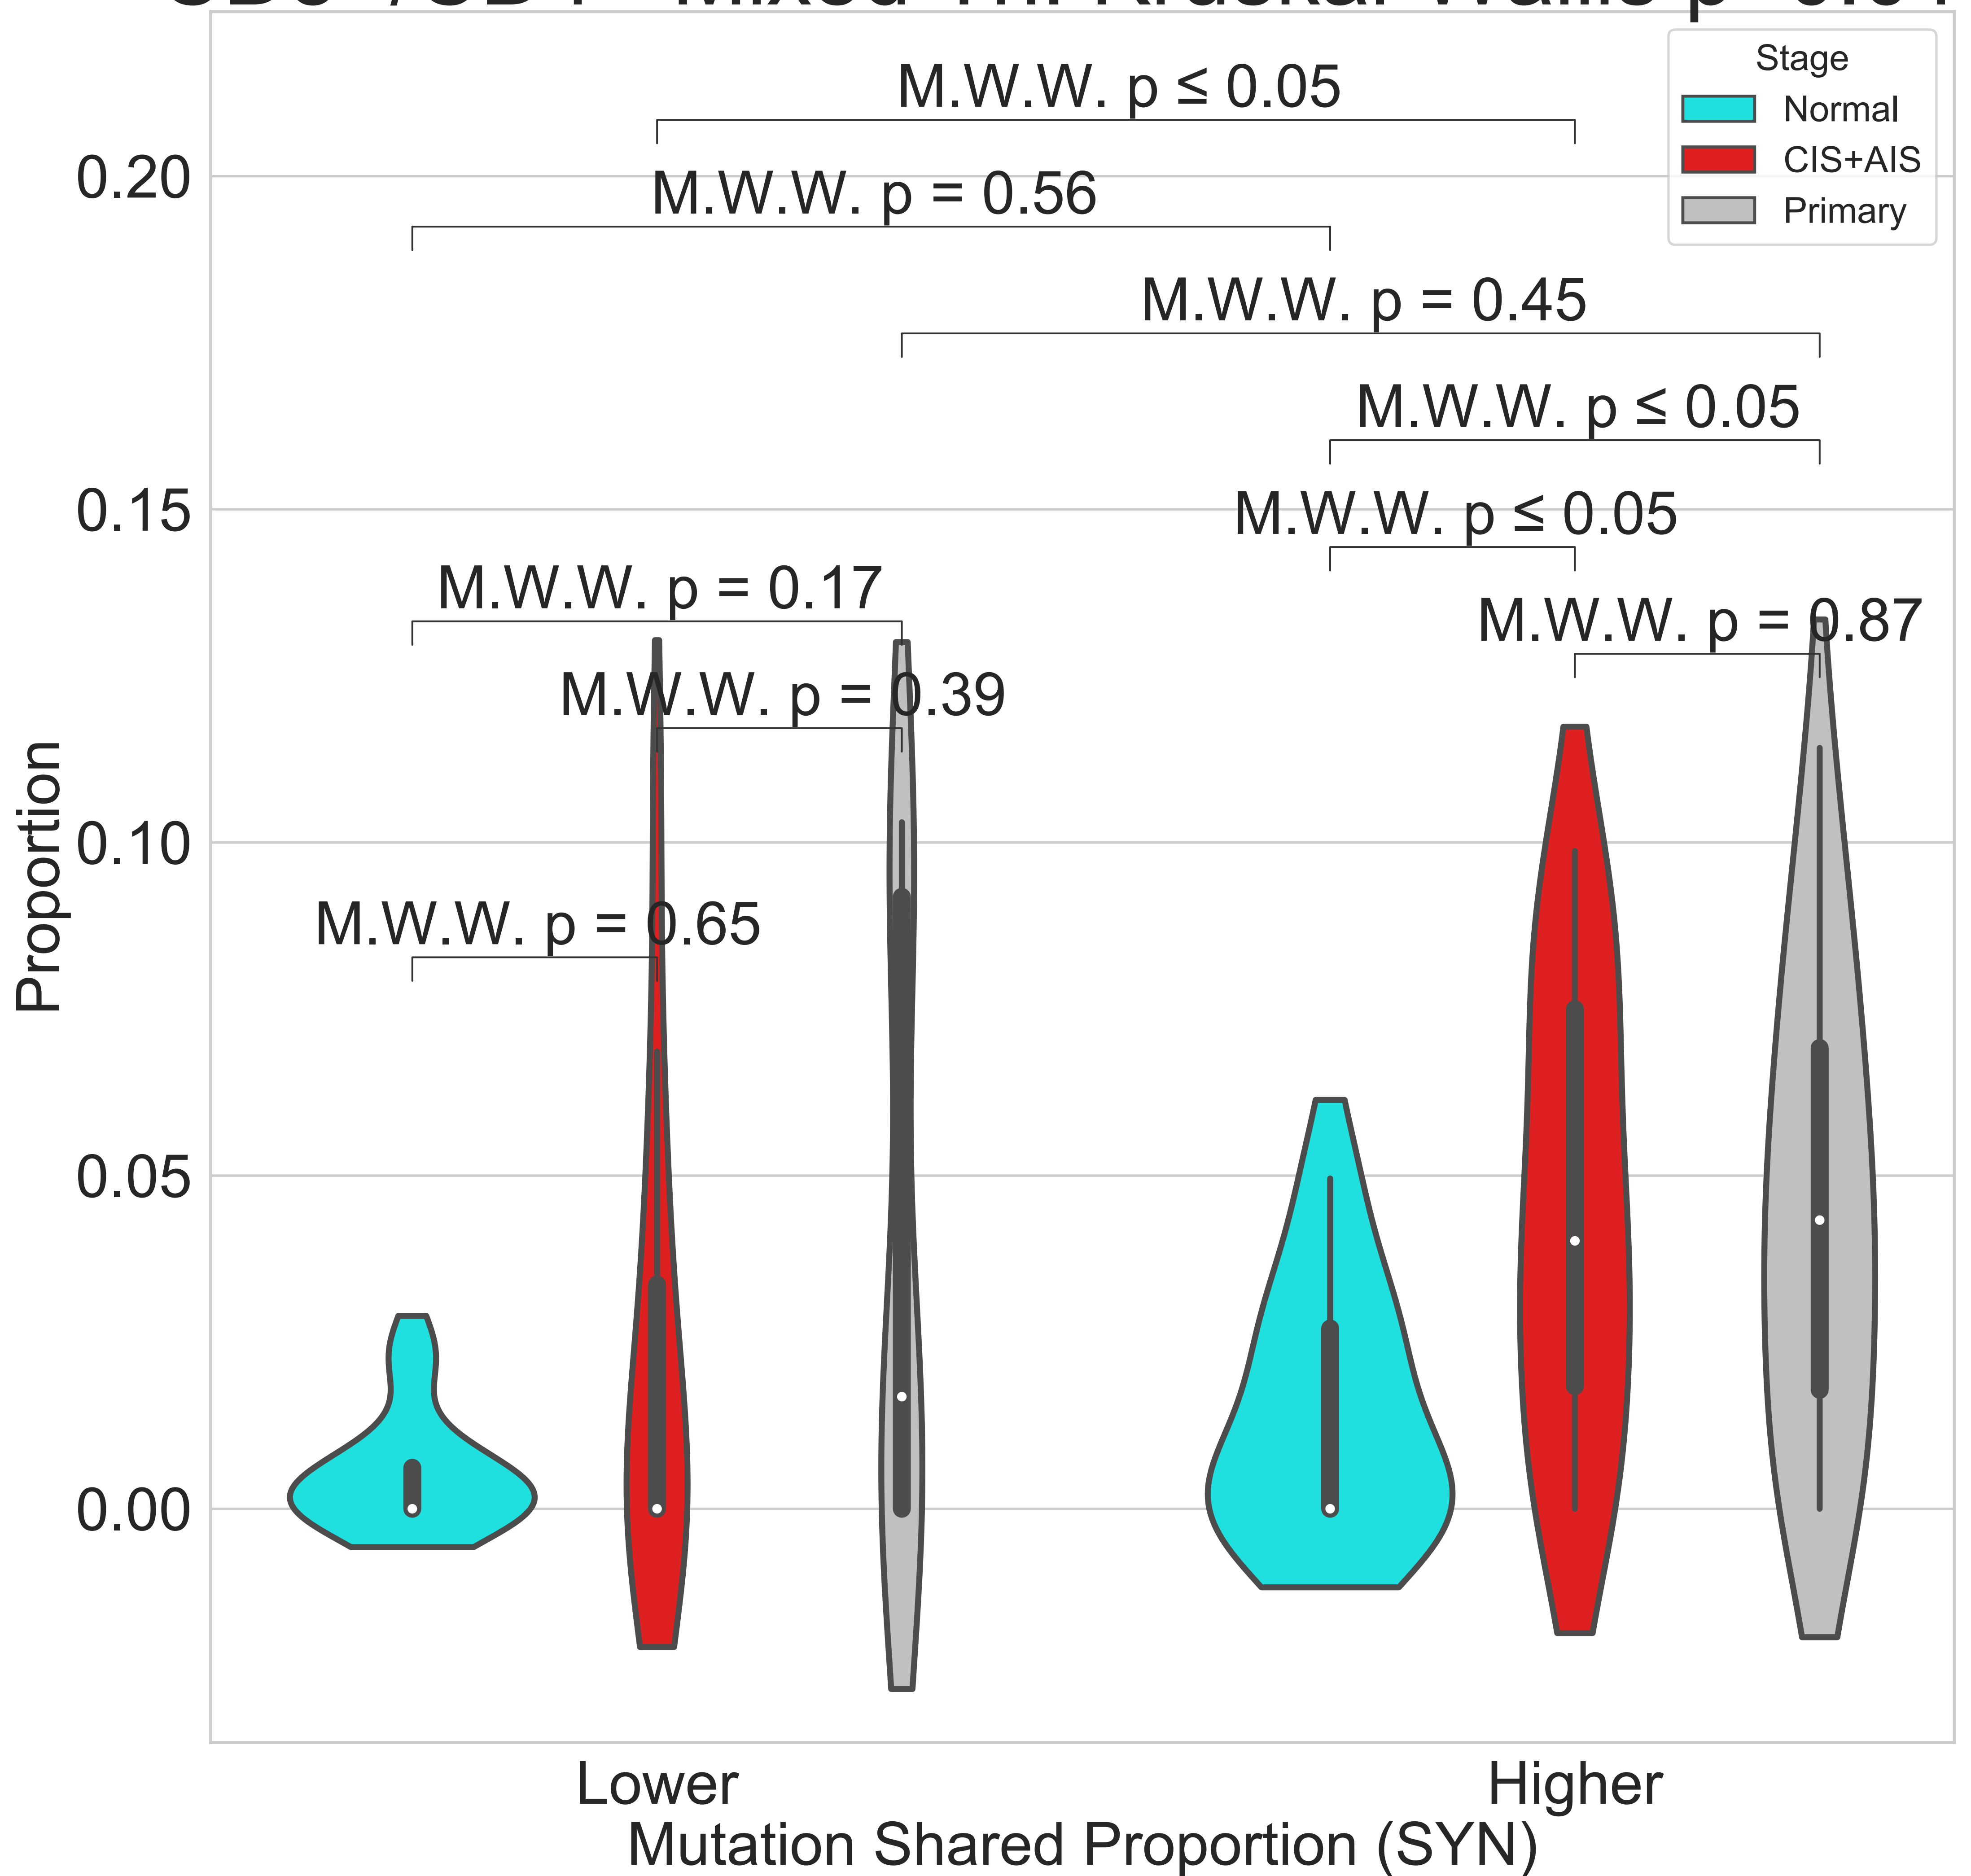 M.W.W. p ≤ 0.05
Stage
Normal
CIS+AIS
Primary
0.20
M.W.W. p = 0.56
M.W.W. p = 0.45
M.W.W. p ≤ 0.05
0.15
M.W.W. p ≤ 0.05
M.W.W. p = 0.17
M.W.W. p = 0.87
M.W.W. p = 0.39
Proportion
0.10
M.W.W. p = 0.65
0.05
0.00
Lower
Higher
Mutation Shared Proportion (SYN)